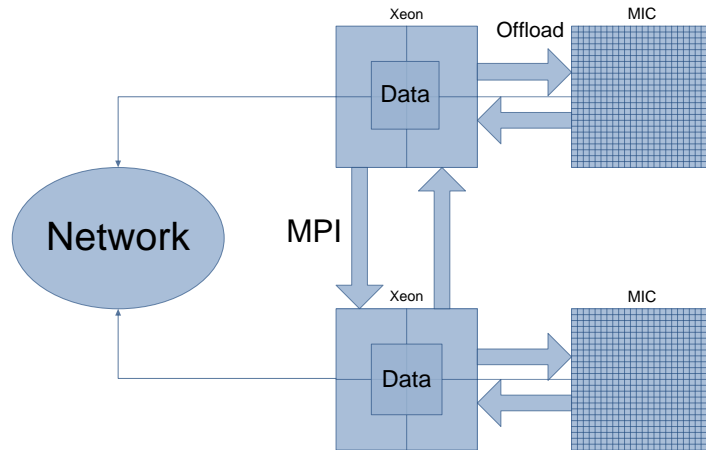 Xeon
MIC
Offload
Data
Network
MPI
Xeon
MIC
Data